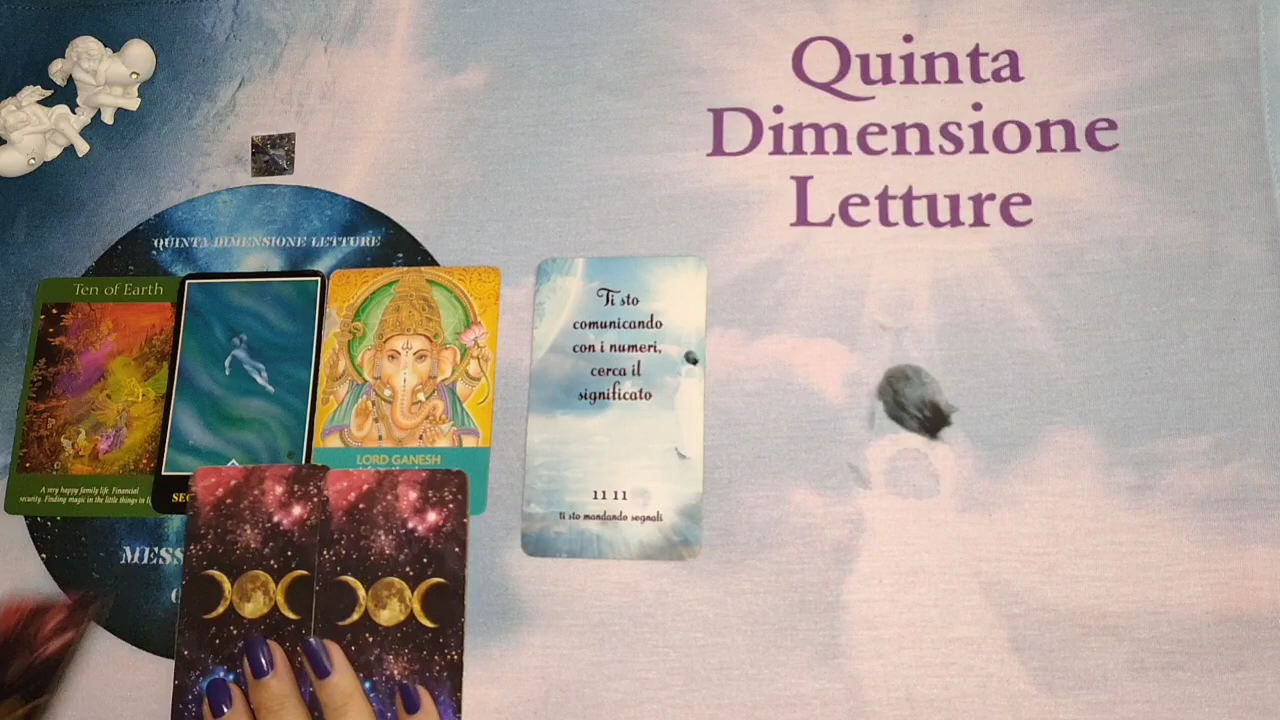 Quinta
Dimensione
Letture
QUINTA DIMENSIONE LETTURE
Ten of Earth
A very happy family life. Financial
security. Finding magic in the little things in
LORD GANESH
Ti sto
comunicando
con i numeri,
cerca il
significato
11 11
ti sto mandando segnali
SEC
MESS